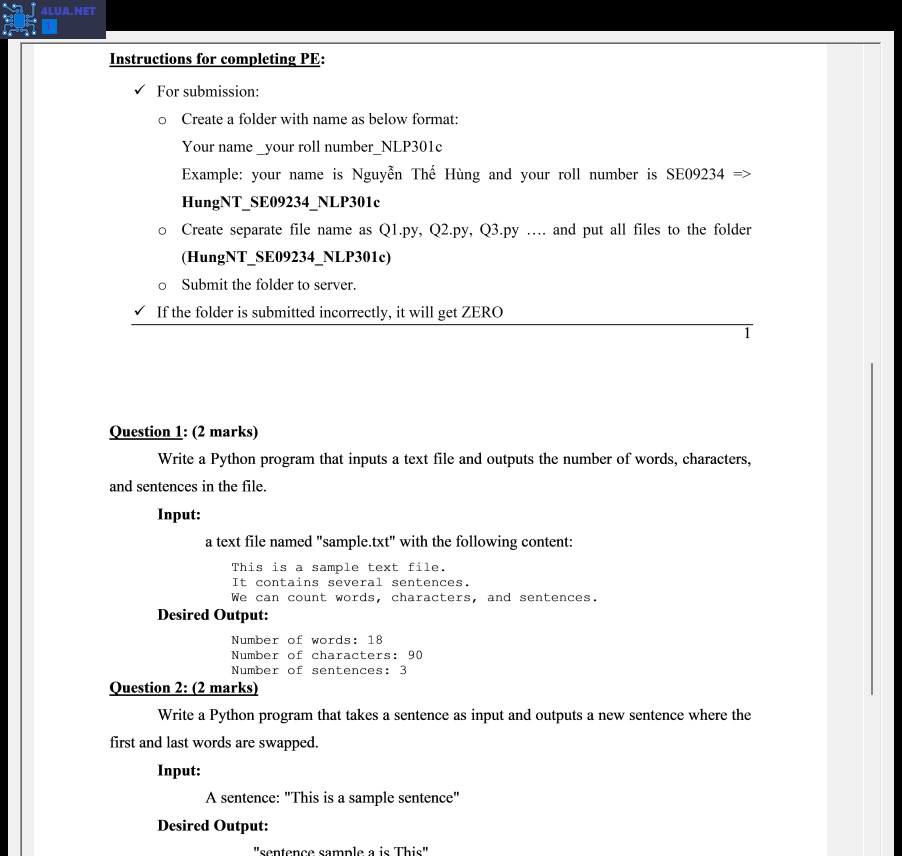 4LUA.NET
1
Instructions for completing PE:
✓ For submission:
o Create a folder with name as below format:
Your name _your roll number_NLP301c
Example: your name is Nguyễn Thế Hùng and your roll number is SE09234 =>
HungNT_SE09234_NLP301c
o Create separate file name as Q1.py, Q2.py, Q3.py …. and put all files to the folder
(HungNT_SE09234_NLP301c)
o Submit the folder to server.
✓ If the folder is submitted incorrectly, it will get ZERO
1
Question 1: (2 marks)
Write a Python program that inputs a text file and outputs the number of words, characters,
and sentences in the file.
Input:
a text file named "sample.txt" with the following content:
This is a sample text file.
It contains several sentences.
We can count words, characters, and sentences.
Desired Output:
Number of words: 18
Number of characters: 90
Number of sentences: 3
Question 2: (2 marks)
Write a Python program that takes a sentence as input and outputs a new sentence where the
first and last words are swapped.
Input:
A sentence: "This is a sample sentence"
Desired Output:
"sentence sample a is This"